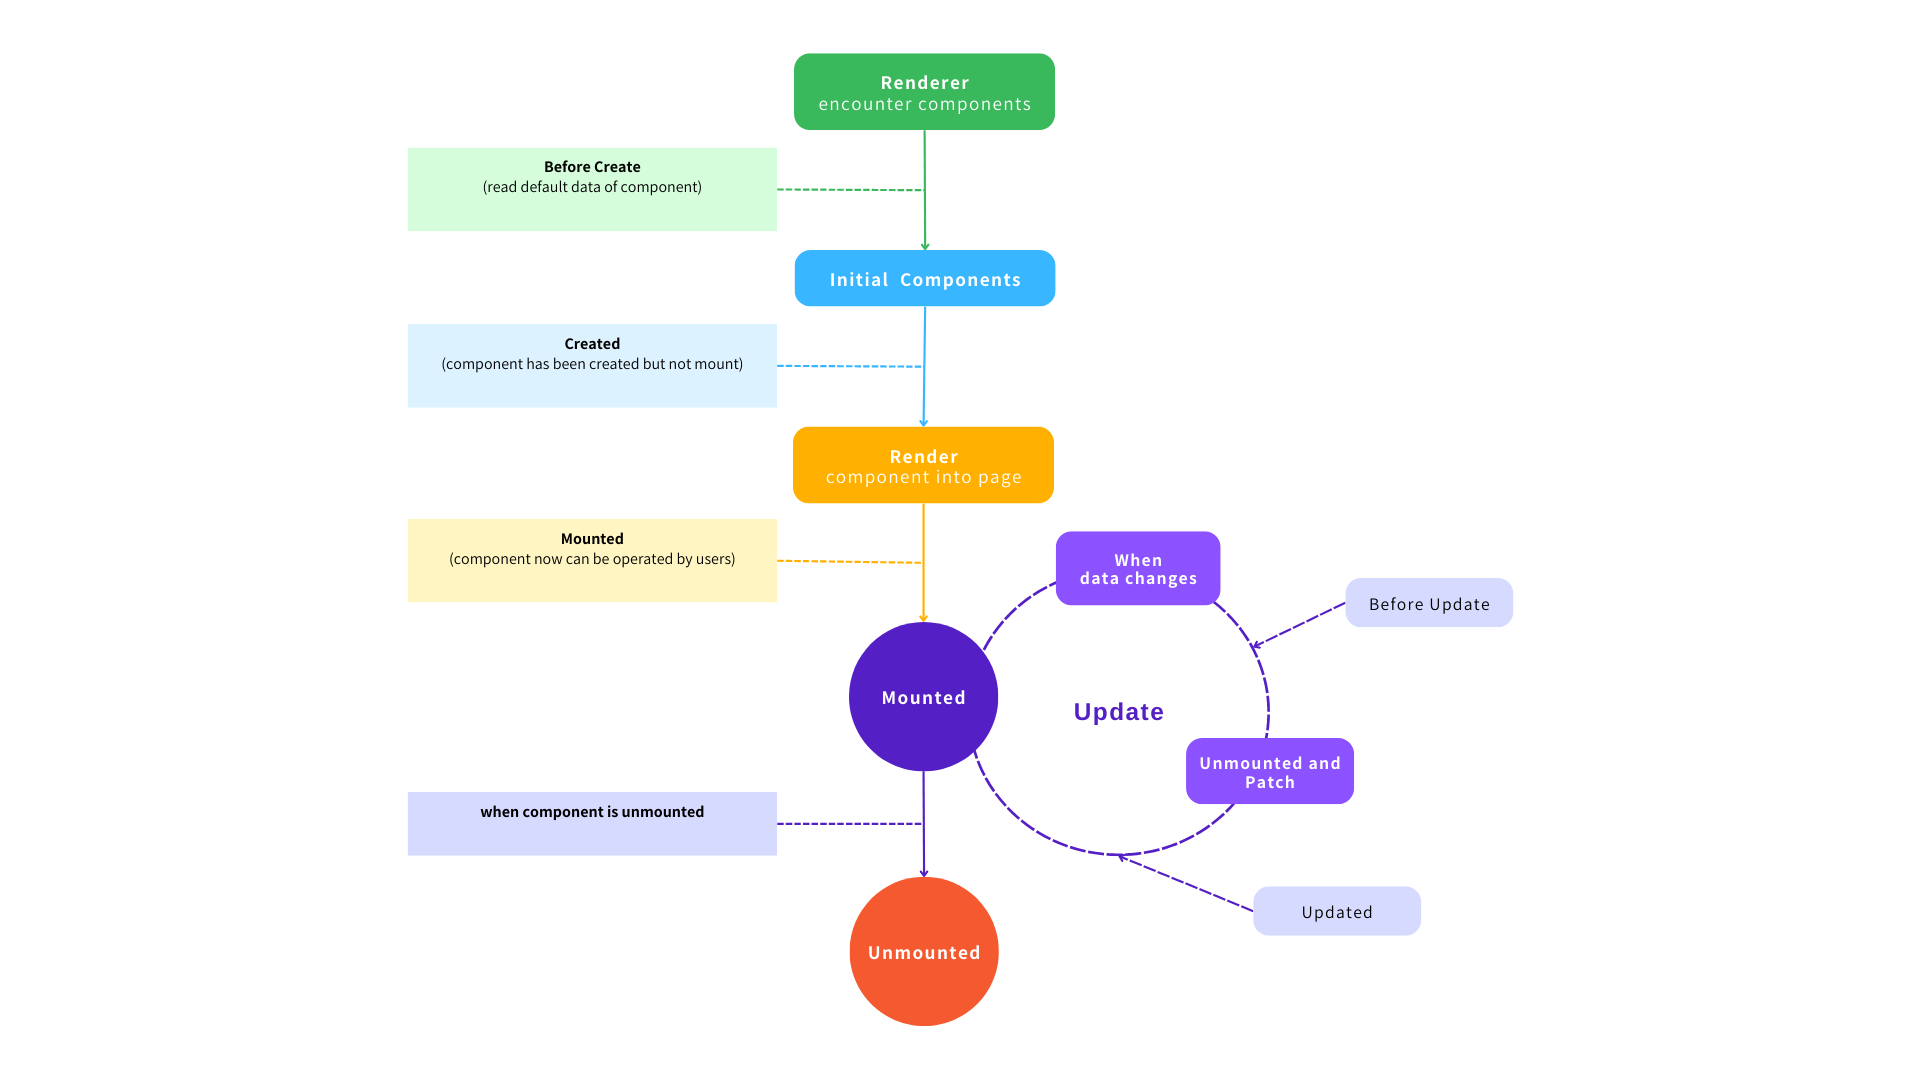 Renderer
encounter components
Before Create
(read default data of component)
Initial Components
Created
(component has been created but not mount)
Render
component into page
Mounted
(component now can be operated by users)
When
data changes
Before Update
Mounted
Update
Unmounted and
Patch
when component is unmounted
Updated
Unmounted